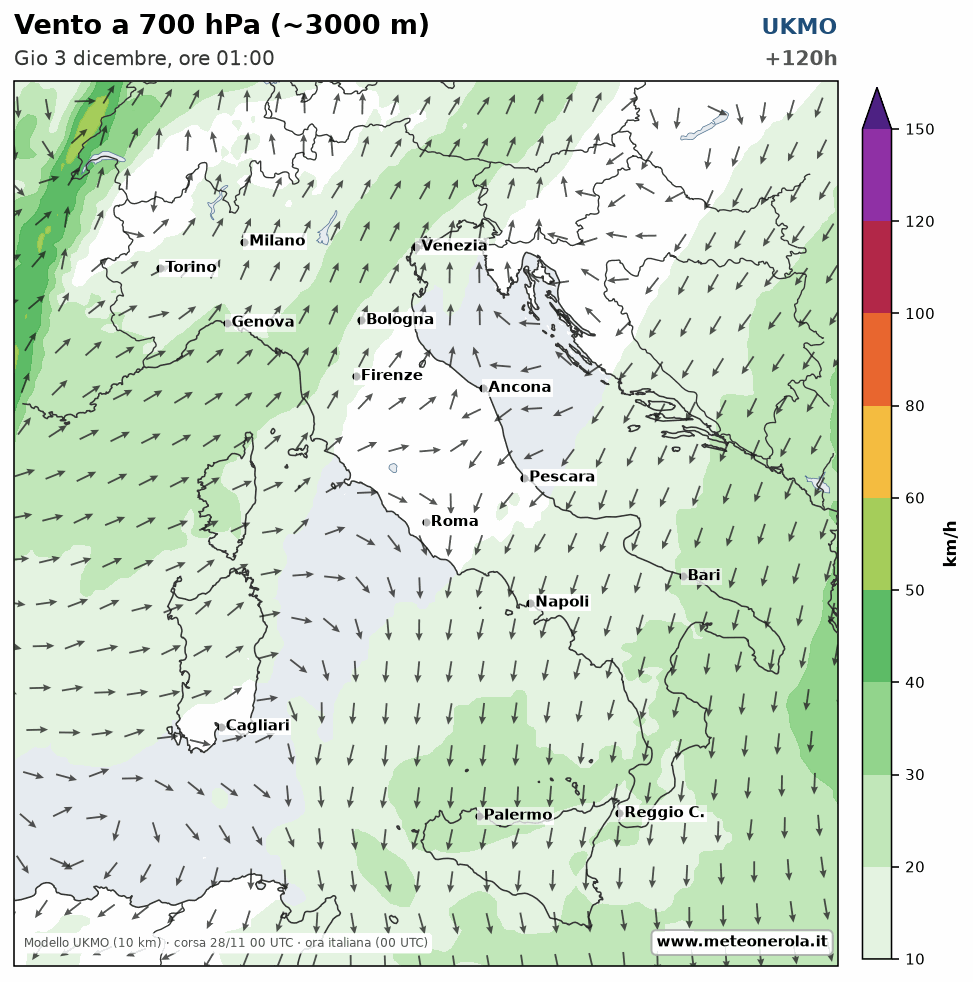 Vento a 700 hPa (~3000 m)
UKMO
Gio 3 dicembre, ore 01:00
+120h
Milano
Venezia
Torino
Genova
Bologna
Firenze
Ancona
Pescara
Roma
Bari
Napoli
Cagliari
Palermo
Reggio C.
Modello UKMO (10 km) · corsa 28/11 00 UTC · ora italiana (00 UTC)
www.meteonerola.it
150
120
100
80
60
50
40
30
20
10
km/h